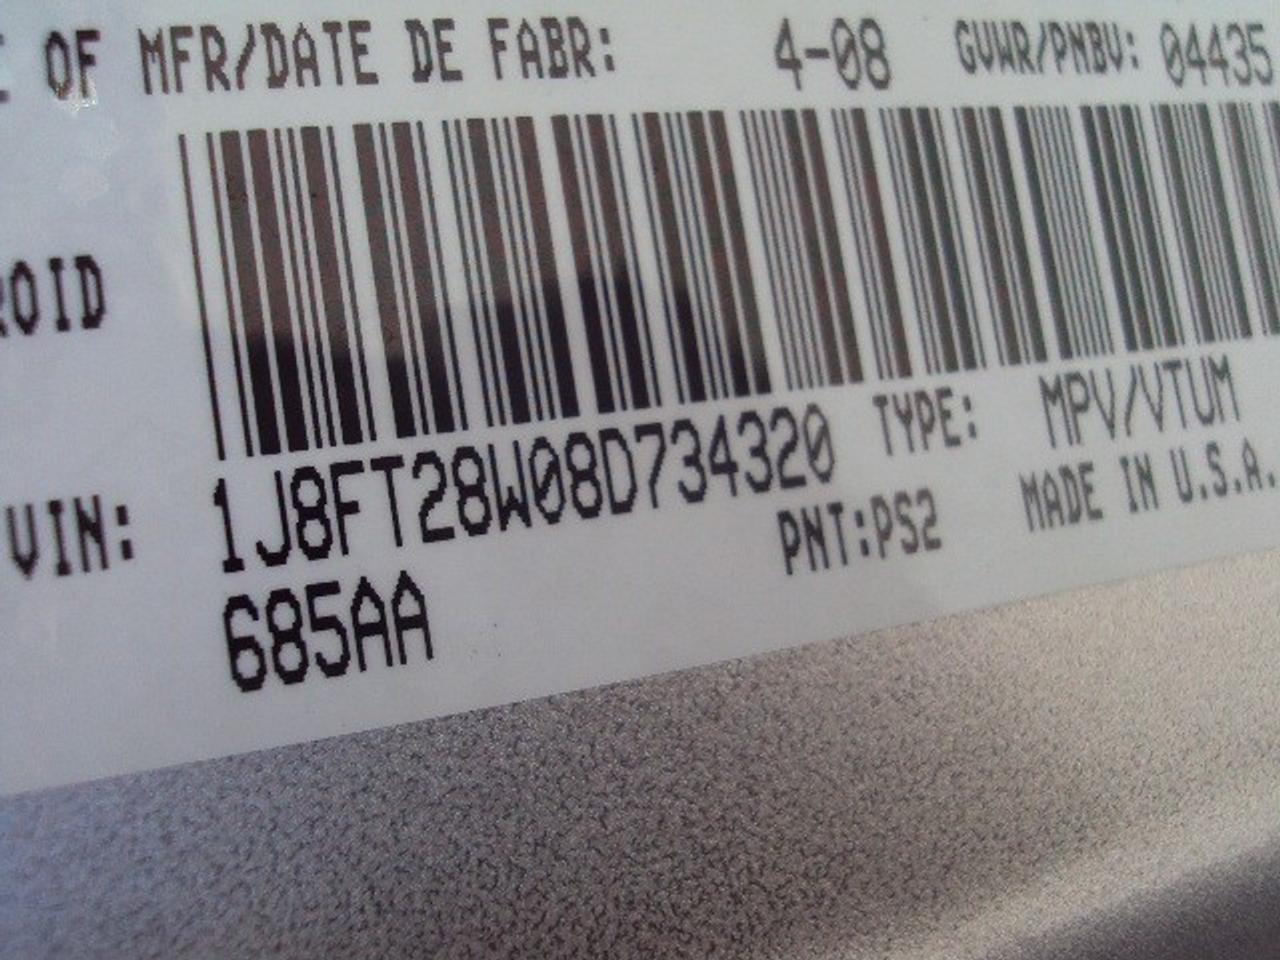 E OF MFR/DATE DE FABR: 4-08 GVWR/PNBV: 04435
ROID
VIN: 1J8FT28W08D734320 TYPE: MPV/VTUM
PNT:PS2 MADE IN U.S.A.
685AA